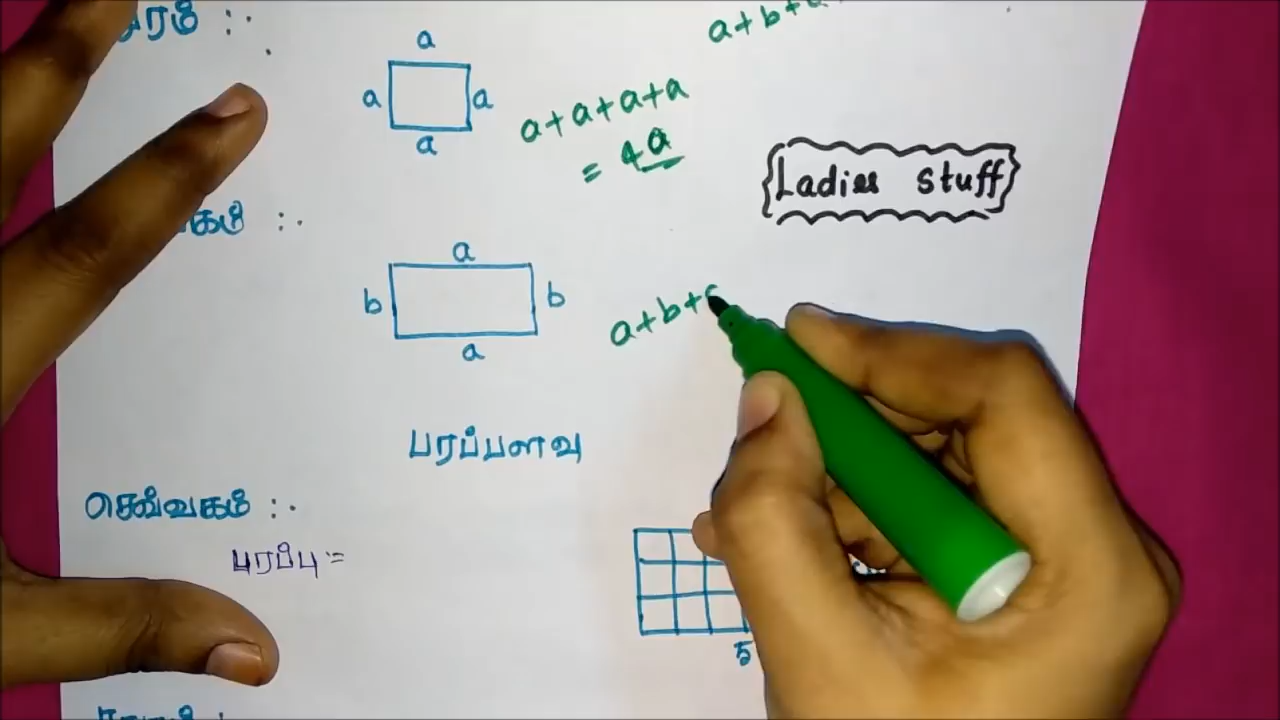 a+b+
a
a a
a
a+a+a+a
= 4a
Ladies stuff
a
b b
a
a+b+
பரப்பளவு
செவ்வகம் :-
பரப்பு :=
5